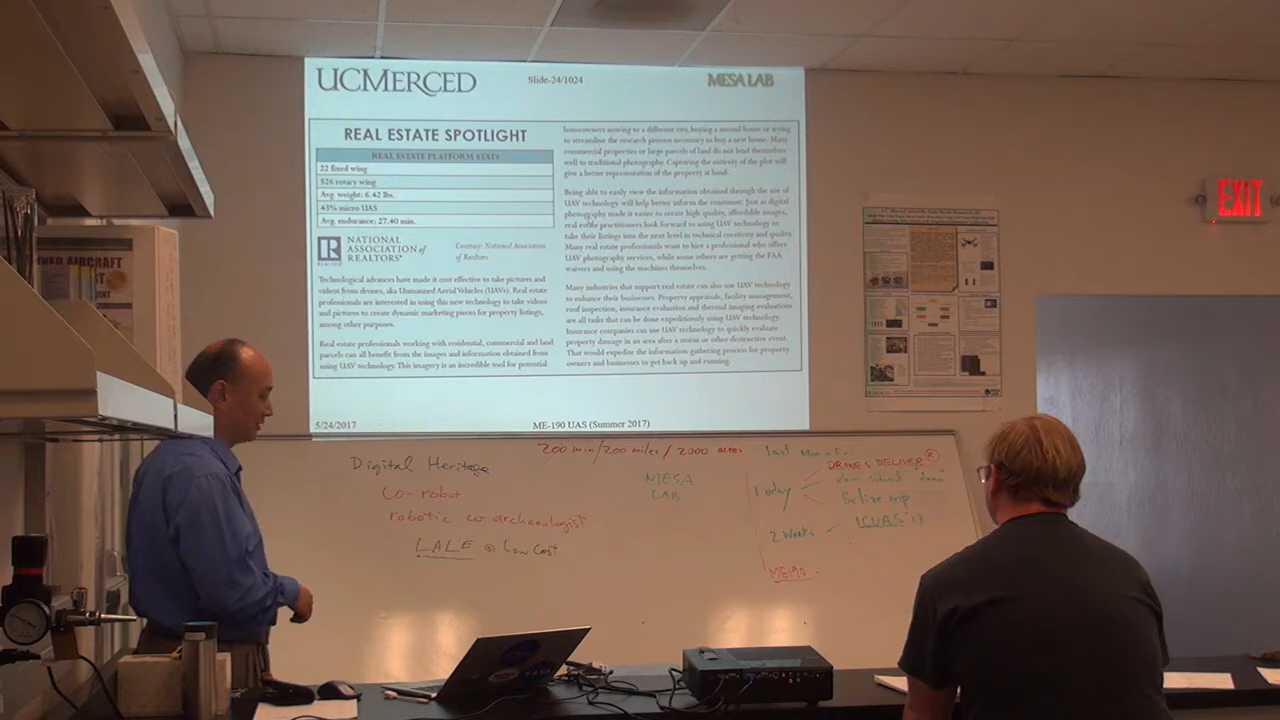 UCMERCED
Slide-24/1024
MESA LAB
REAL ESTATE SPOTLIGHT
REAL ESTATE PLATFORM STATS
22 fixed wing
526 rotary wing
Avg. weight: 6.42 lbs.
43% micro UAS
Avg. endurance: 27.40 min.
NATIONAL
ASSOCIATION of
REALTORS®
REALTOR
Courtesy: National Association
of Realtors
Technological advances have made it cost effective to take pictures and
videos from drones, aka Unmanned Aerial Vehicles (UAVs). Real estate
professionals are interested in using this new technology to take videos
and pictures to create dynamic marketing pieces for property listings,
among other purposes.
Real estate professionals working with residential, commercial and land
parcels can all benefit from the images and information obtained from
using UAV technology. This imagery is an incredible tool for potential
homeowners moving to a different city, buying a second home or trying
to streamline the research process necessary to buy a new home. Many
commercial properties or large parcels of land do not lend themselves
well to traditional photography. Capturing the entirety of the plot will
give a better representation of the property at hand.
Being able to easily view the information obtained through the use of
UAV technology will help better inform the consumer. Just as digital
photography made it easier to create high quality, affordable images,
real estate practitioners look forward to using UAV technology to
take their listings into the next level in technical creativity and quality.
Many real estate professionals want to hire a professional who offers
UAV photography services, while some others are getting the FAA
waivers and using the machines themselves.
Many industries that support real estate can also use UAV technology
to enhance their businesses. Property appraisals, facility management,
roof inspection, insurance evaluation and thermal imaging evaluations
are all tasks that can be done expeditiously using UAV technology.
Insurance companies can use UAV technology to quickly evaluate
property damage in an area after a storm or other destructive event.
That would expedite the information-gathering process for property
owners and businesses to get back up and running.
5/24/2017
ME-190 UAS (Summer 2017)
EXIT
AIRCRAFT
200 min/200 miles/2000 acres
Digital Heritage
Co-robot
robotic co-archaeologist
LALE @ Low Cost
MESA
LAB
Last
DRONES DELIVER®
Today
demo
Belize trip
2 Weeks
ICUAS'17
ME190